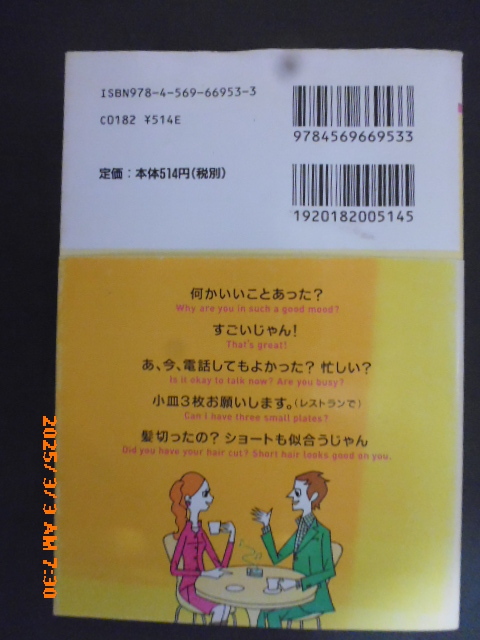 ISBN978-4-569-66953-3
C0182 ¥514E
9784569669533
定価：本体514円(税別)
1920182005145
何かいいことあった？
Why are you in such a good mood?
すごいじゃん！
That's great!
あ、今、電話してもよかった？ 忙しい？
Is it okay to talk now? Are you busy?
小皿３枚お願いします。(レストランで)
Can I have three small plates?
髪切ったの？ ショートも似合うじゃん
Did you have your hair cut? Short hair looks good on you.
2025/3/3 AM 7:30